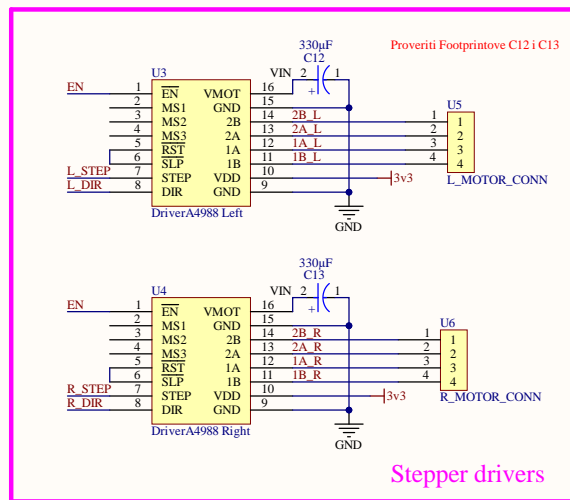 Proveriti Footprintove C12 i C13
330µF
C12
VIN 2 1
+
U3
EN 1 EN VMOT 16
2 MS1 GND 15
3 MS2 2B 14 2B_L 1 1 U5
4 MS3 2A 13 2A_L 2 2
5 RST 1A 12 1A_L 3 3
6 SLP 1B 11 1B_L 4 4
L_STEP 7 STEP VDD 10 3v3 L_MOTOR_CONN
L_DIR 8 DIR GND 9
DriverA4988 Left
GND
330µF
C13
VIN 2 1
+
U4
EN 1 EN VMOT 16
2 MS1 GND 15
3 MS2 2B 14 2B_R 1 1 U6
4 MS3 2A 13 2A_R 2 2
5 RST 1A 12 1A_R 3 3
6 SLP 1B 11 1B_R 4 4
R_STEP 7 STEP VDD 10 3v3 R_MOTOR_CONN
R_DIR 8 DIR GND 9
DriverA4988 Right
GND
Stepper drivers